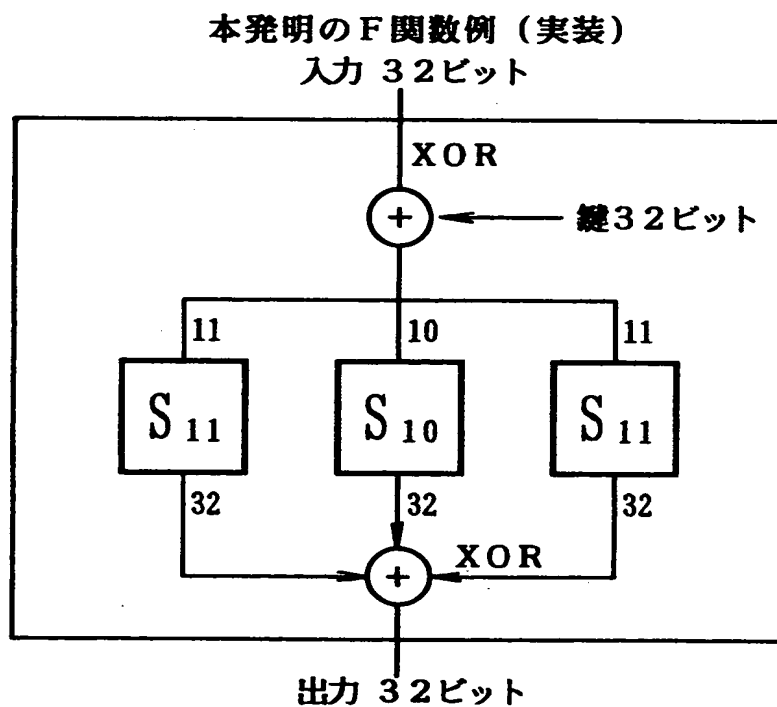 本発明のF関数例(実装)
入力 32ビット
XOR
+
鍵32ビット
11 10 11
S11 S10 S11
32 32 32
XOR
+
出力 32ビット